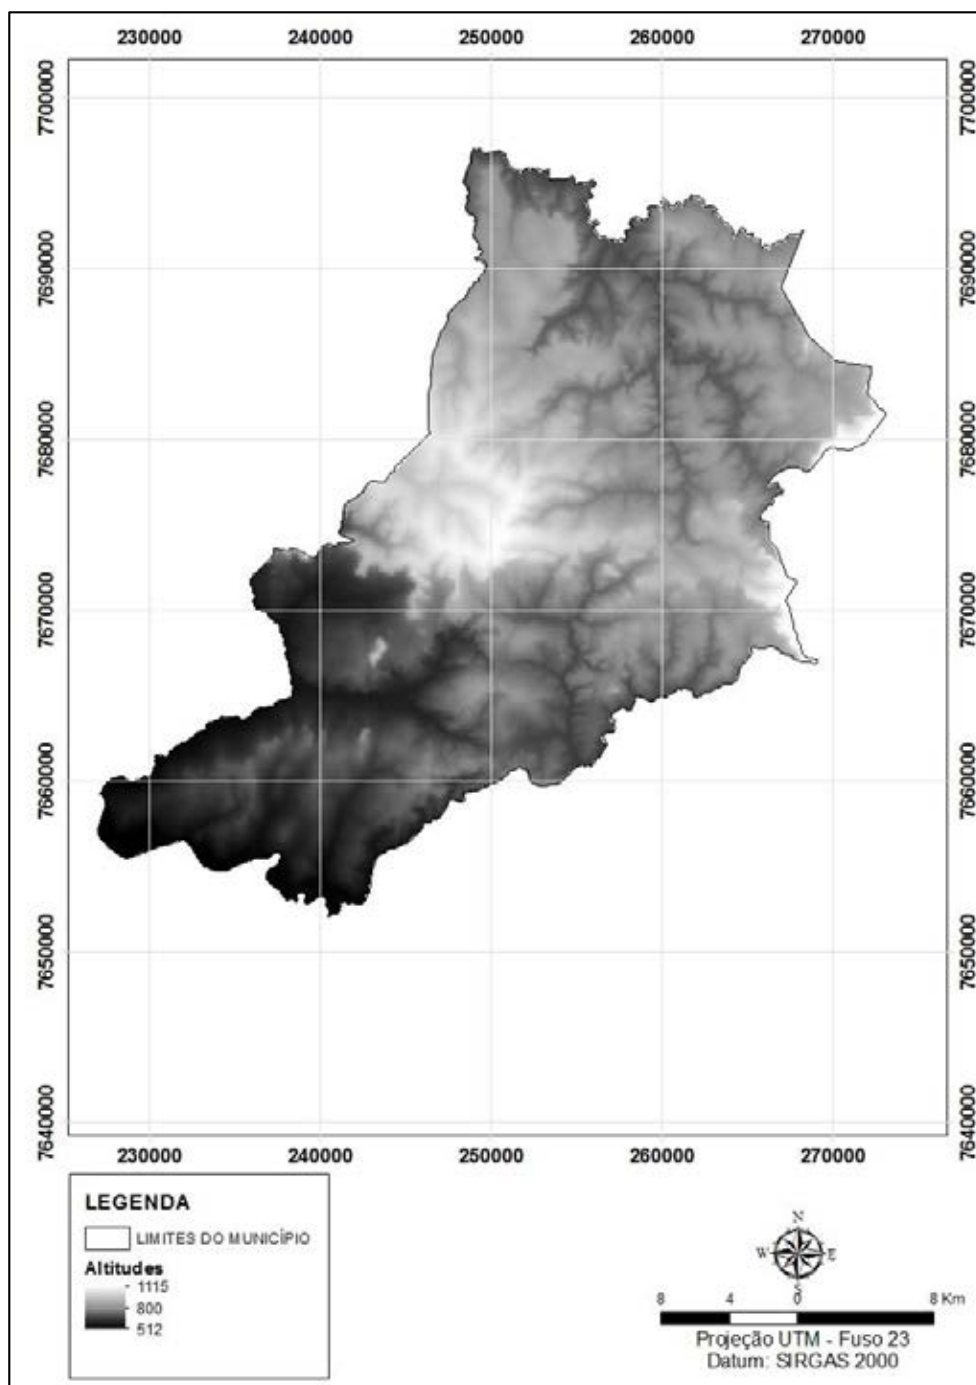 230000 240000 250000 260000 270000
7700000 7700000
7690000 7690000
7680000 7680000
7670000 7670000
7660000 7660000
7650000 7650000
7640000 7640000
230000 240000 250000 260000 270000
LEGENDA
LIMITES DO MUNICÍPIO
Altitudes
1115
800
512
N
W E
S
8 4 0 8 Km
Projeção UTM - Fuso 23
Datum: SIRGAS 2000